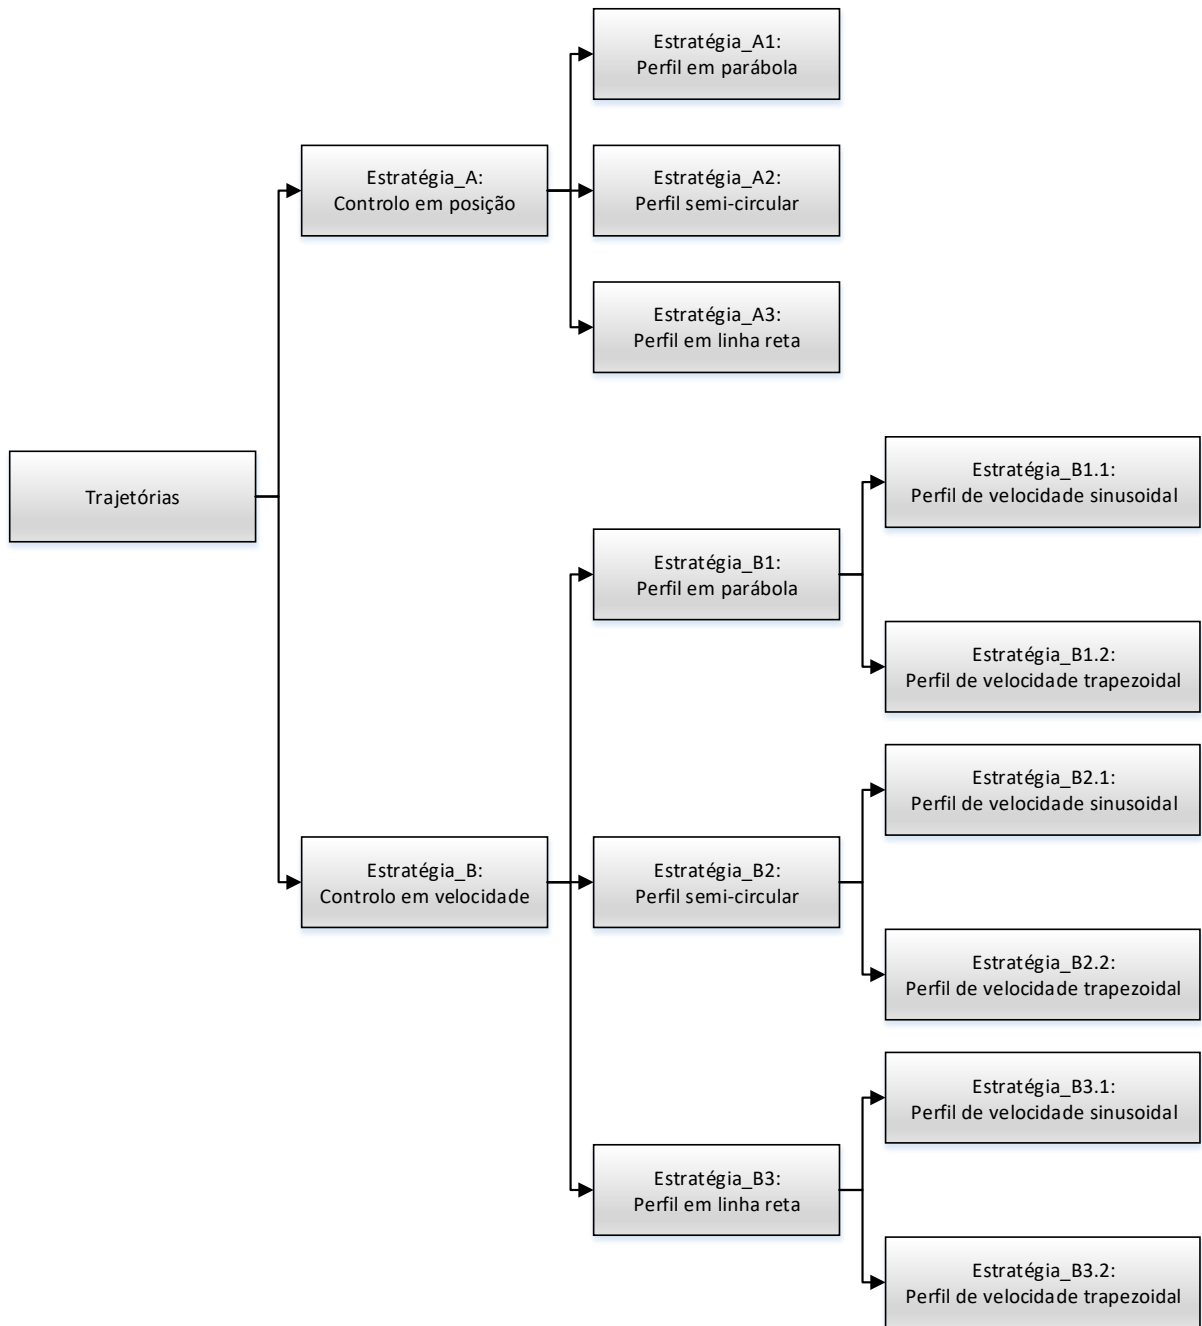 Estratégia_A1:
Perfil em parábola
Estratégia_A:
Controlo em posição
Estratégia_A2:
Perfil semi-circular
Estratégia_A3:
Perfil em linha reta
Trajetórias
Estratégia_B1.1:
Perfil de velocidade sinusoidal
Estratégia_B1:
Perfil em parábola
Estratégia_B1.2:
Perfil de velocidade trapezoidal
Estratégia_B2.1:
Perfil de velocidade sinusoidal
Estratégia_B:
Controlo em velocidade
Estratégia_B2:
Perfil semi-circular
Estratégia_B2.2:
Perfil de velocidade trapezoidal
Estratégia_B3.1:
Perfil de velocidade sinusoidal
Estratégia_B3:
Perfil em linha reta
Estratégia_B3.2:
Perfil de velocidade trapezoidal